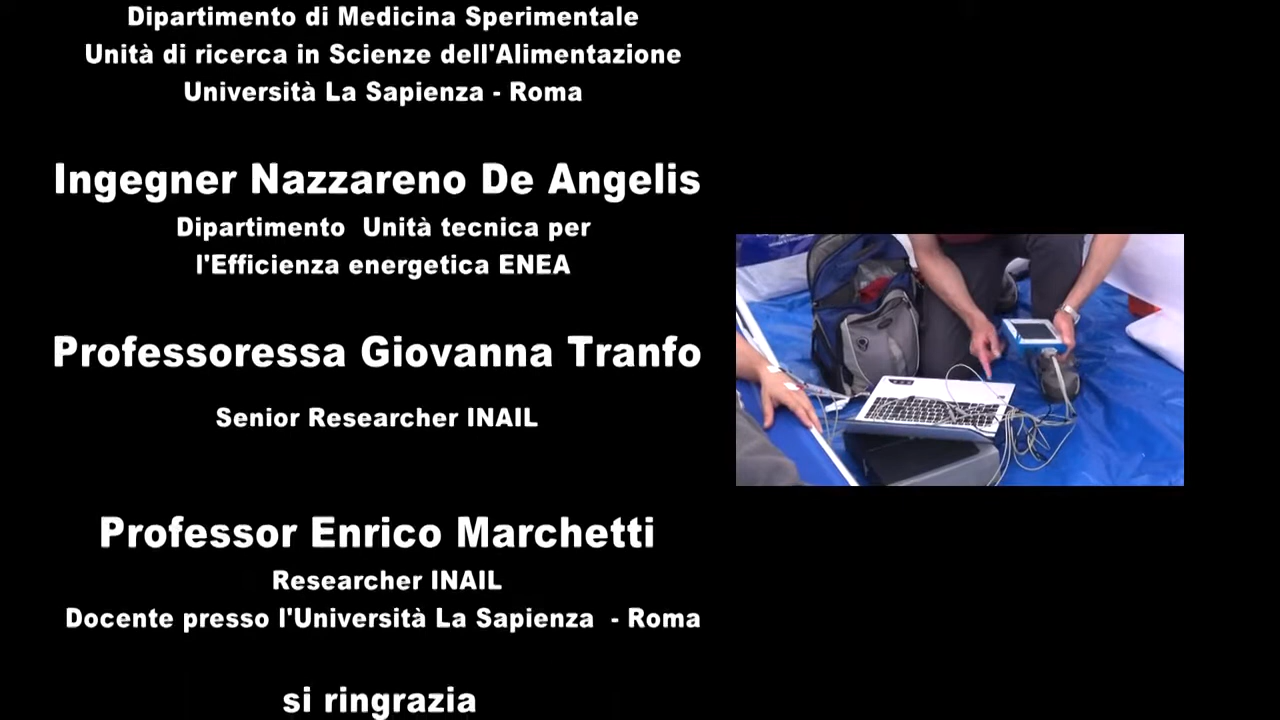 Dipartimento di Medicina Sperimentale
Unità di ricerca in Scienze dell'Alimentazione
Università La Sapienza - Roma
Ingegner Nazzareno De Angelis
Dipartimento Unità tecnica per
l'Efficienza energetica ENEA
Professoressa Giovanna Tranfo
Senior Researcher INAIL
Professor Enrico Marchetti
Researcher INAIL
Docente presso l'Università La Sapienza - Roma
si ringrazia